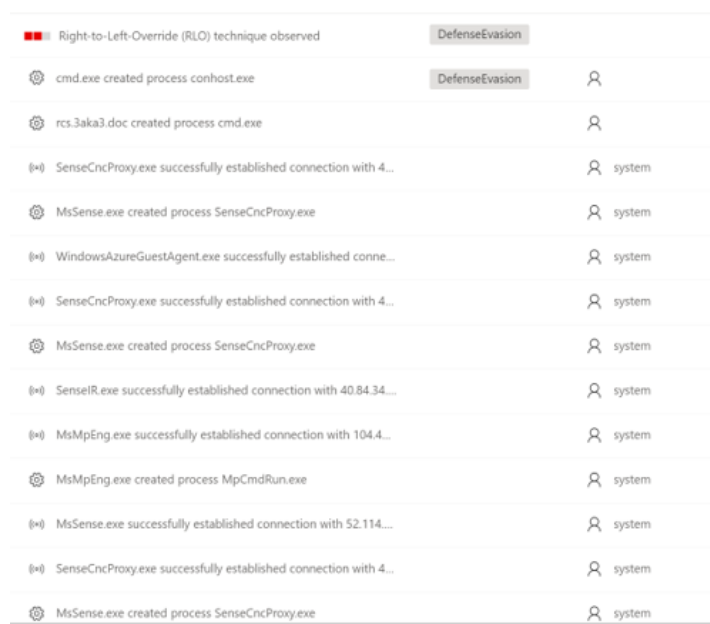 Right-to-Left-Override (RLO) technique observed DefenseEvasion
cmd.exe created process conhost.exe DefenseEvasion
rcs.3aka3.doc created process cmd.exe
SenseCncProxy.exe successfully established connection with 4... system
MsSense.exe created process SenseCncProxy.exe system
WindowsAzureGuestAgent.exe successfully established conne... system
SenseCncProxy.exe successfully established connection with 4... system
MsSense.exe created process SenseCncProxy.exe system
SenseIR.exe successfully established connection with 40.84.34.... system
MsMpEng.exe successfully established connection with 104.4... system
MsMpEng.exe created process MpCmdRun.exe system
MsSense.exe successfully established connection with 52.114.... system
SenseCncProxy.exe successfully established connection with 4... system
MsSense.exe created process SenseCncProxy.exe system